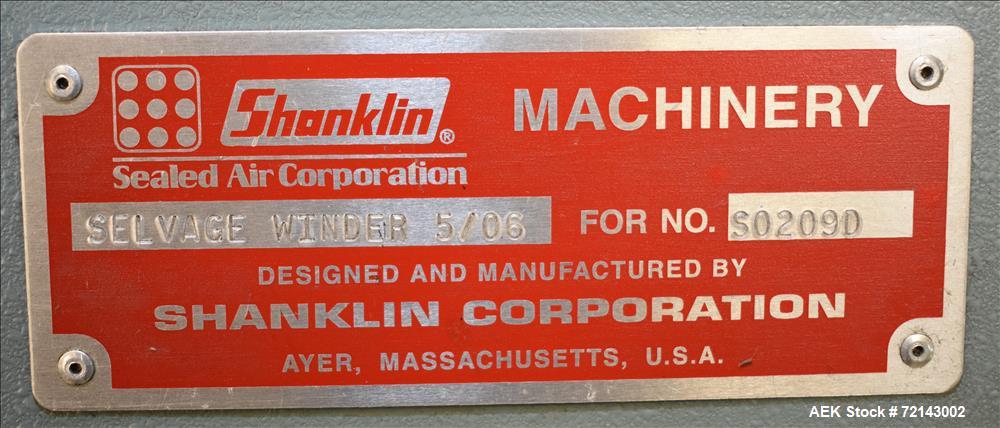 Shanklin® MACHINERY
Sealed Air Corporation
SELVAGE WINDER 5/06 FOR NO. S0209D
DESIGNED AND MANUFACTURED BY
SHANKLIN CORPORATION
AYER, MASSACHUSETTS, U.S.A.
AEK Stock # 72143002